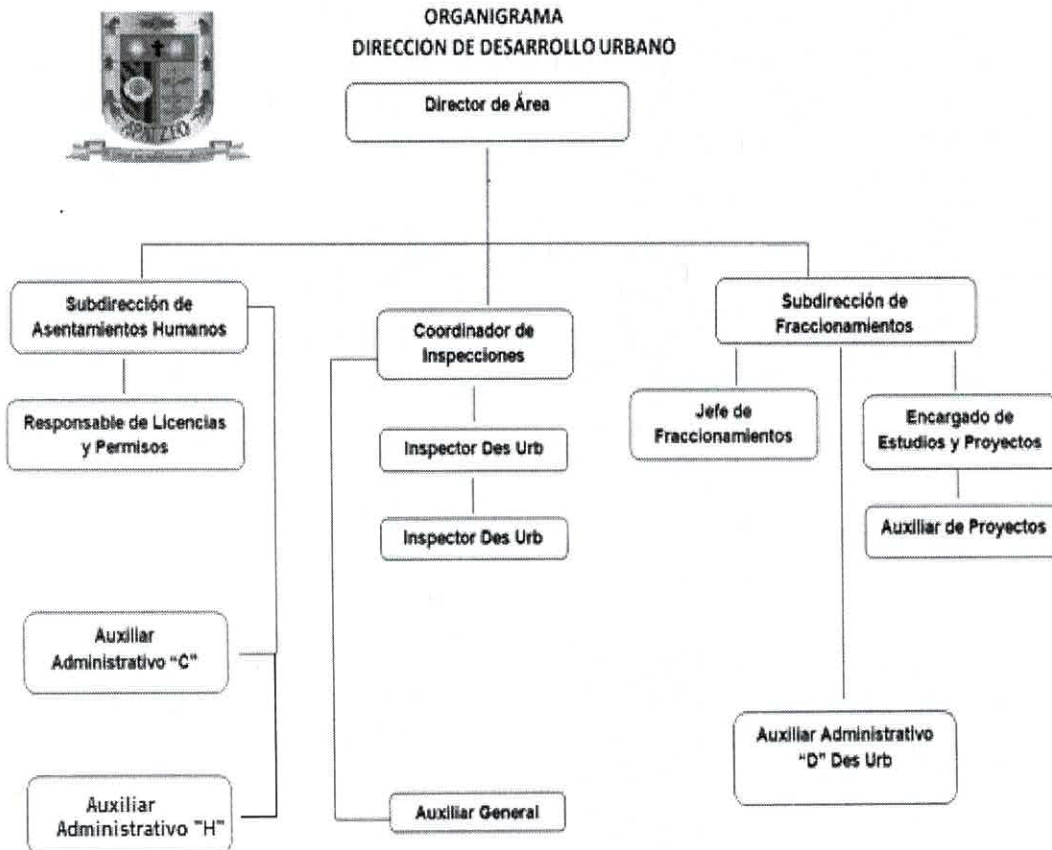 ORGANIGRAMA
DIRECCION DE DESARROLLO URBANO
APATZEO
Director de Área
Subdirección de
Asentamientos Humanos
Responsable de Licencias
y Permisos
Auxiliar
Administrativo "C"
Auxiliar
Administrativo "H"
Coordinador de
Inspecciones
Inspector Des Urb
Inspector Des Urb
Auxiliar General
Subdirección de
Fraccionamientos
Jefe de
Fraccionamientos
Encargado de
Estudios y Proyectos
Auxiliar de Proyectos
Auxiliar Administrativo
"D" Des Urb